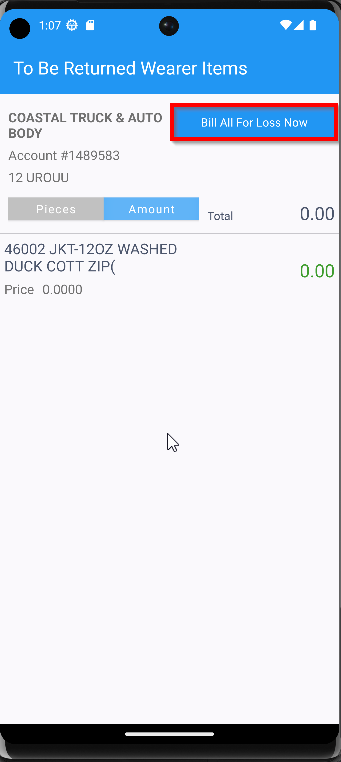 1:07
To Be Returned Wearer Items
COASTAL TRUCK & AUTO
BODY
Bill All For Loss Now
Account #1489583
12 UROUU
Pieces Amount Total 0.00
46002 JKT-12OZ WASHED
DUCK COTT ZIP(
0.00
Price 0.0000